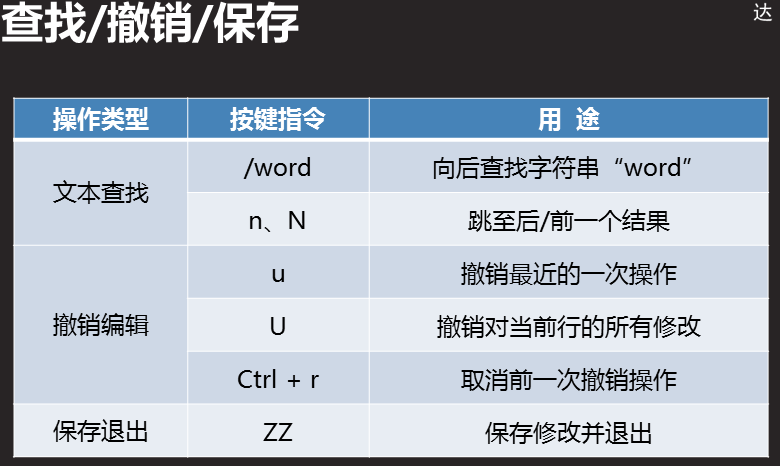 查找/撤销/保存
达
操作类型 按键指令 用 途
文本查找 /word 向后查找字符串“word”
n、N 跳至后/前一个结果
撤销编辑 u 撤销最近的一次操作
U 撤销对当前行的所有修改
Ctrl + r 取消前一次撤销操作
保存退出 ZZ 保存修改并退出